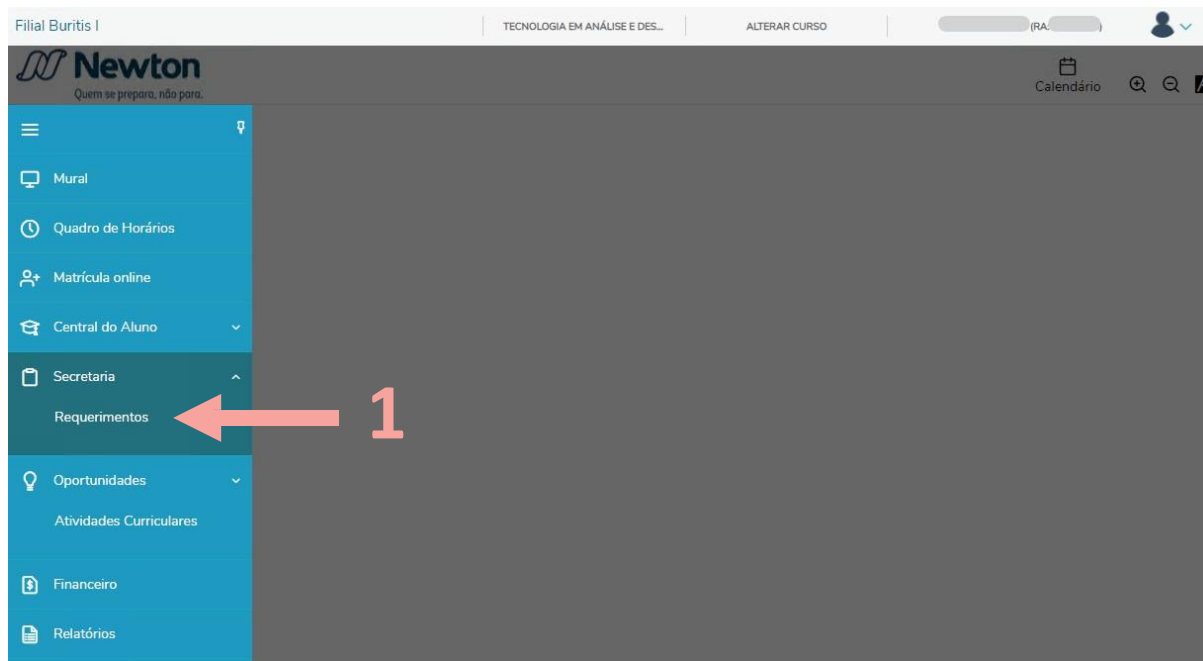 Filial Buritis I
TECNOLOGIA EM ANÁLISE E DES...
ALTERAR CURSO
(RA: )
Newton
Quem se prepara, não para.
Calendário
Mural
Quadro de Horários
Matrícula online
Central do Aluno
Secretaria
Requerimentos
1
Oportunidades
Atividades Curriculares
Financeiro
Relatórios